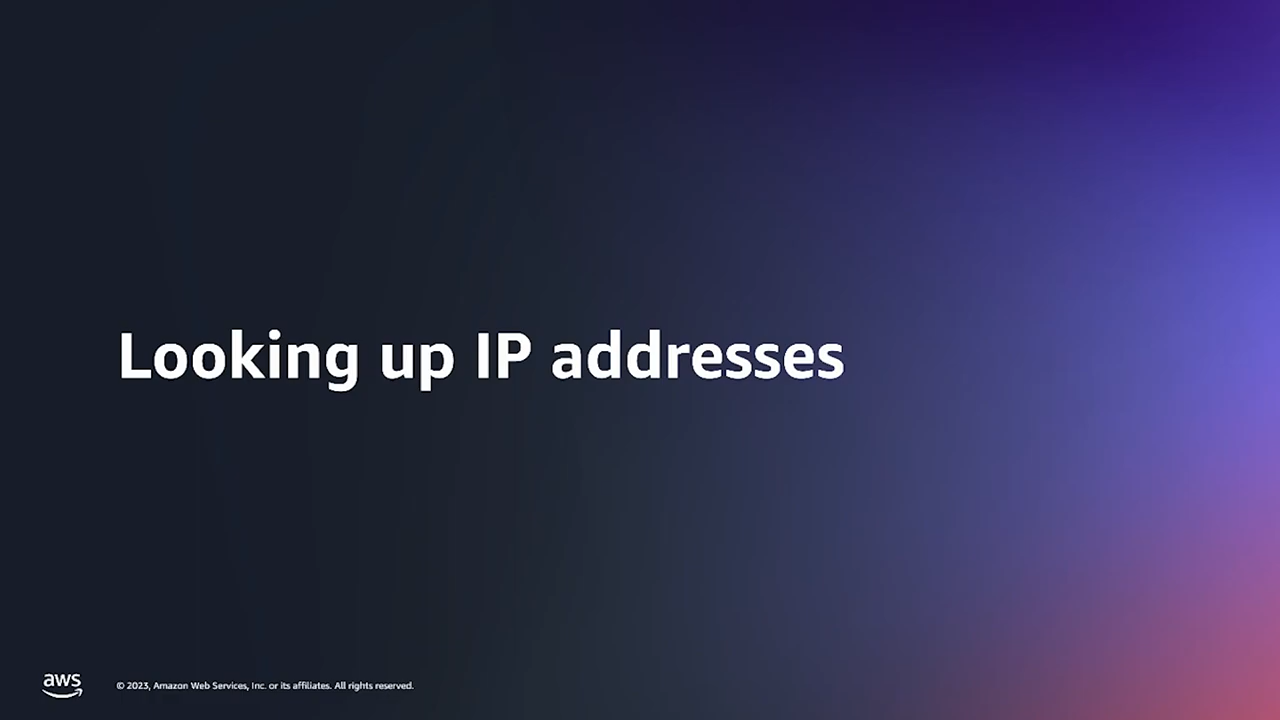 Looking up IP addresses
aws
© 2023, Amazon Web Services, Inc. or its affiliates. All rights reserved.